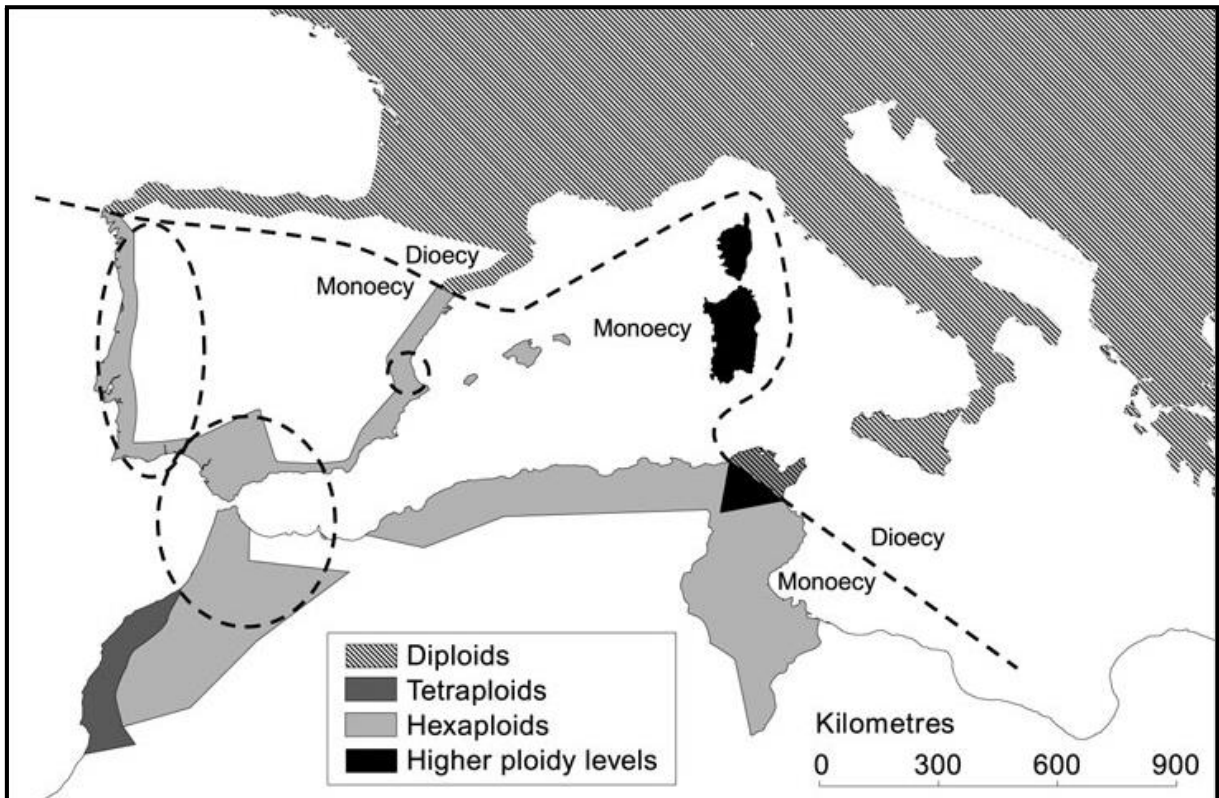 Dioecy
Monoecy
Monoecy
Dioecy
Monoecy
Diploids
Tetraploids
Hexaploids
Higher ploidy levels
Kilometres
0 300 600 900